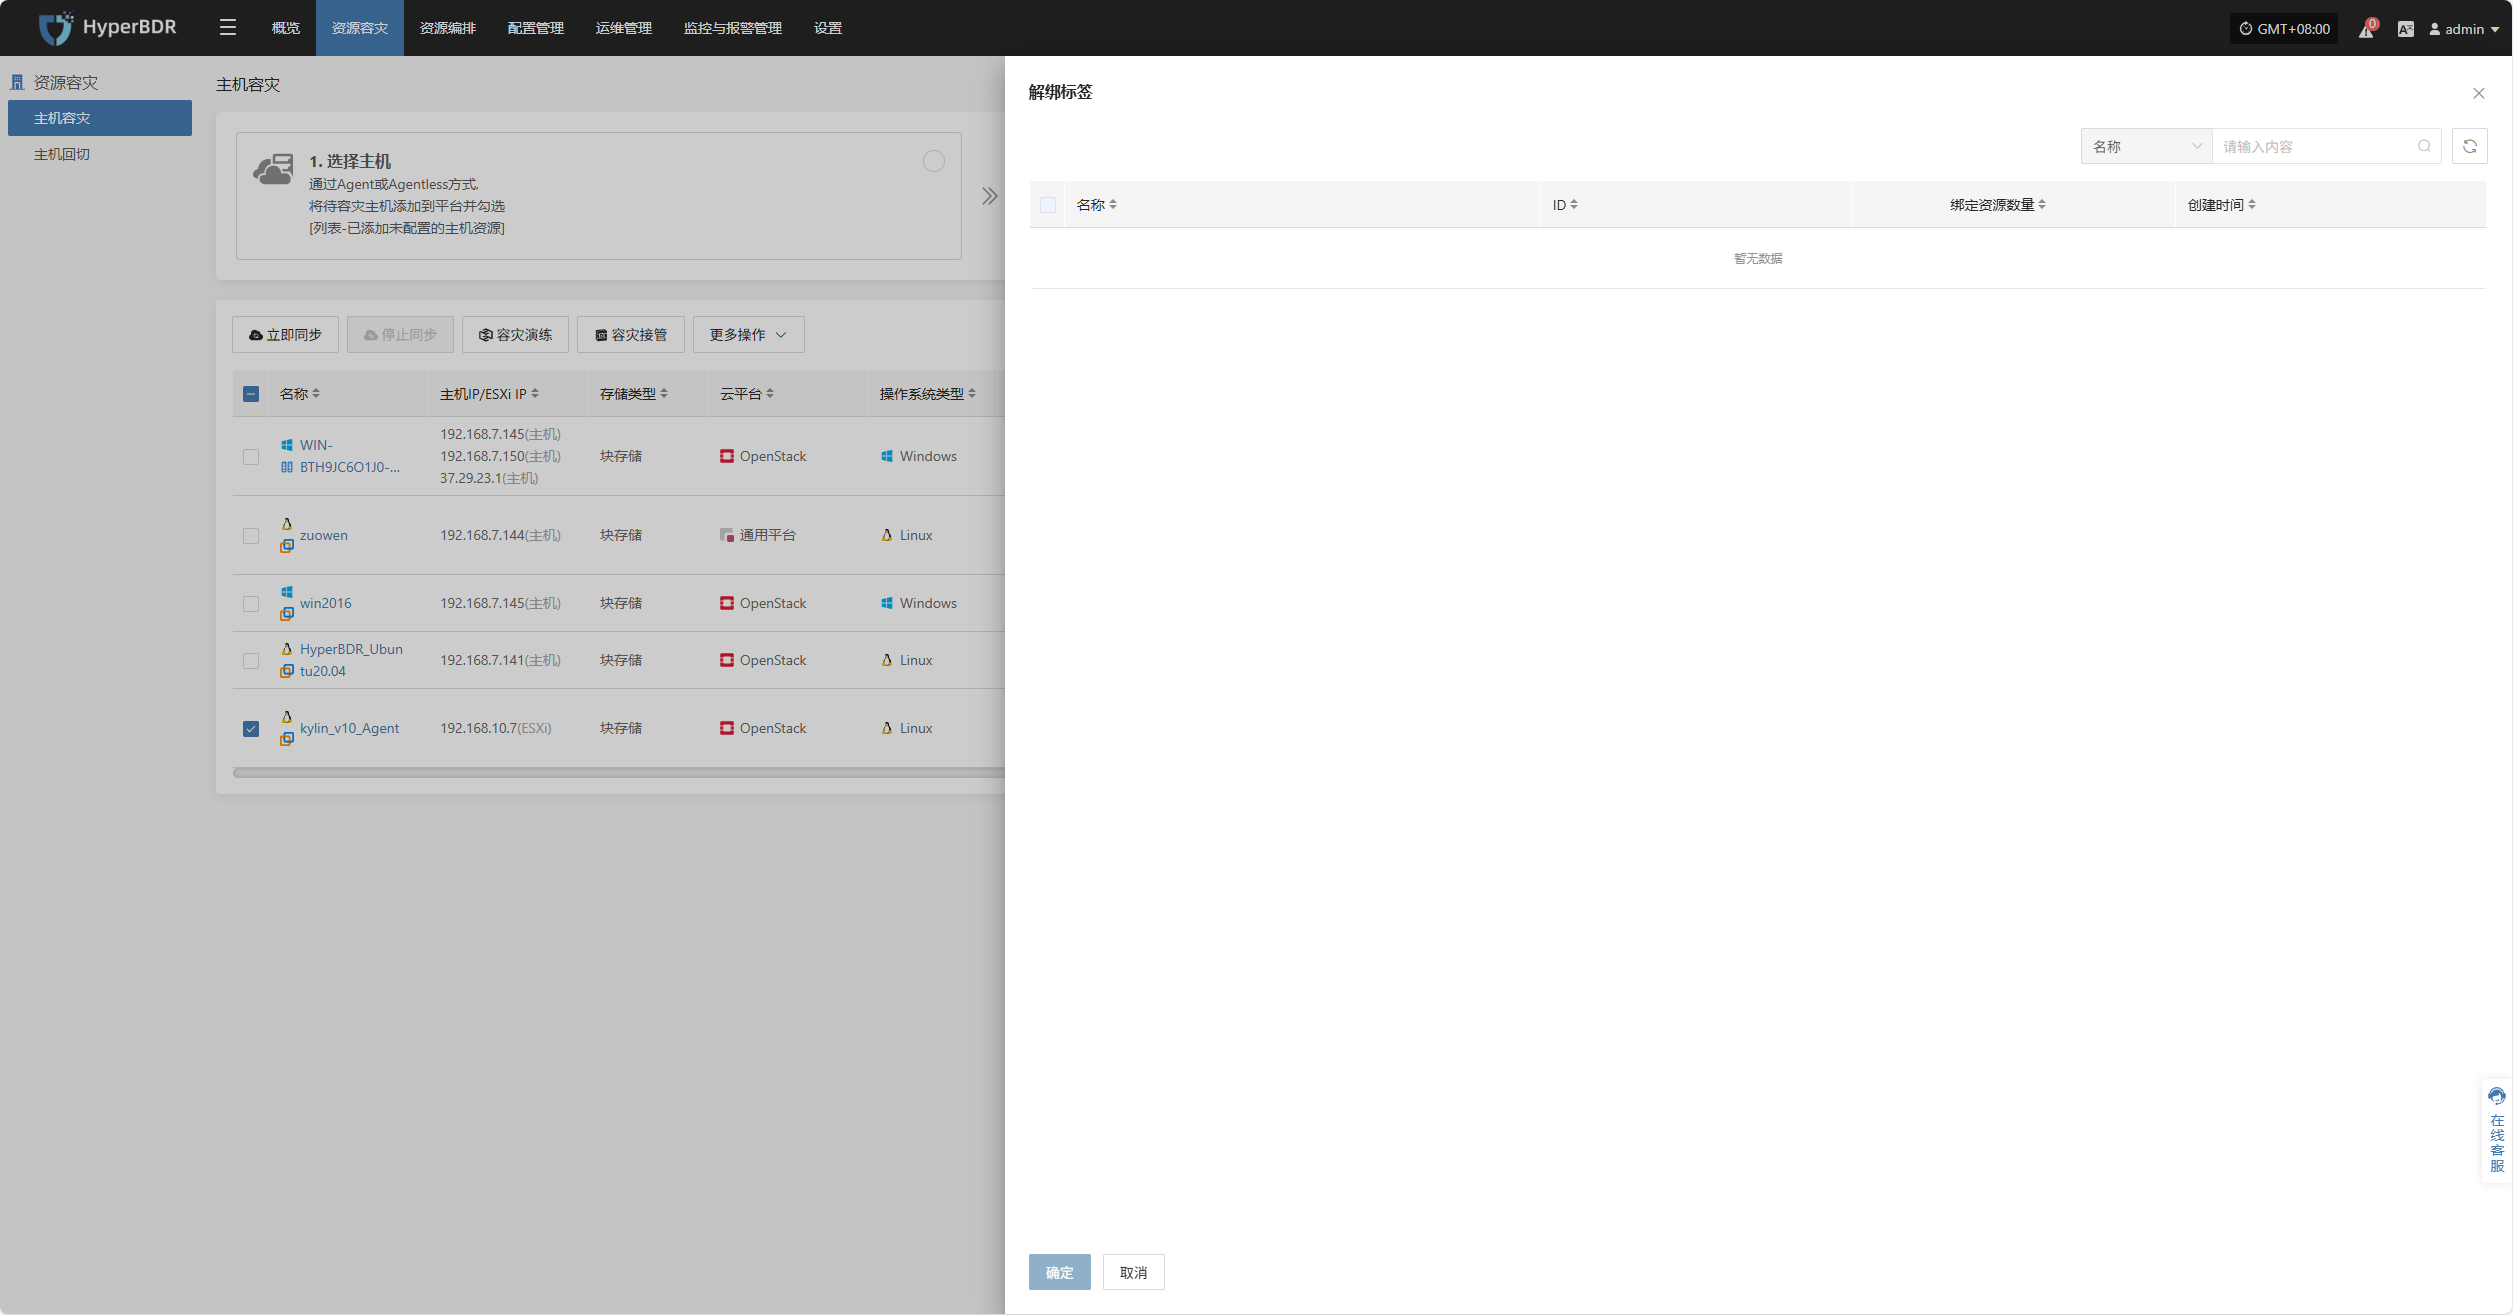 HyperBDR
概览
资源容灾
资源编排
配置管理
运维管理
监控与报警管理
设置
GMT+08:00
0
admin
资源容灾
主机容灾
主机回切
主机容灾
1. 选择主机
通过Agent或Agentless方式,
将待容灾主机添加到平台并勾选
[列表-已添加未配置的主机资源]
立即同步
停止同步
容灾演练
容灾接管
更多操作
名称
主机IP/ESXi IP
存储类型
云平台
操作系统类型
WIN-
BTH9JC6O1J0-...
192.168.7.145(主机)
192.168.7.150(主机)
37.29.23.1(主机)
块存储
OpenStack
Windows
zuowen
192.168.7.144(主机)
块存储
通用平台
Linux
win2016
192.168.7.145(主机)
块存储
OpenStack
Windows
HyperBDR_Ubun
tu20.04
192.168.7.141(主机)
块存储
OpenStack
Linux
kylin_v10_Agent
192.168.10.7(ESXi)
块存储
OpenStack
Linux
解绑标签
名称
请输入内容
名称
ID
绑定资源数量
创建时间
暂无数据
确定
取消
在线客服